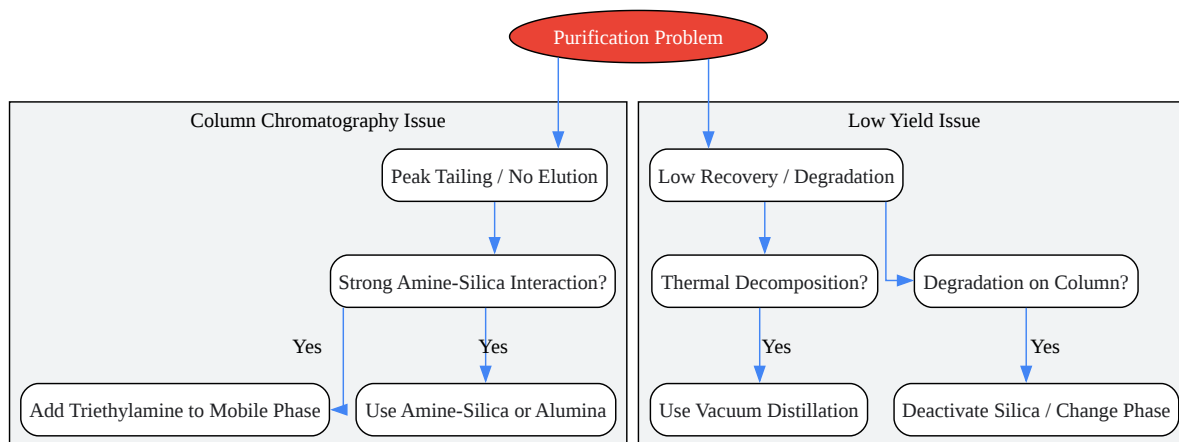 Purification Problem
Column Chromatography Issue
Low Yield Issue
Peak Tailing / No Elution
Low Recovery / Degradation
Strong Amine-Silica Interaction?
Thermal Decomposition?
Degradation on Column?
Yes
Yes
Yes
Yes
Add Triethylamine to Mobile Phase
Use Amine-Silica or Alumina
Use Vacuum Distillation
Deactivate Silica / Change Phase